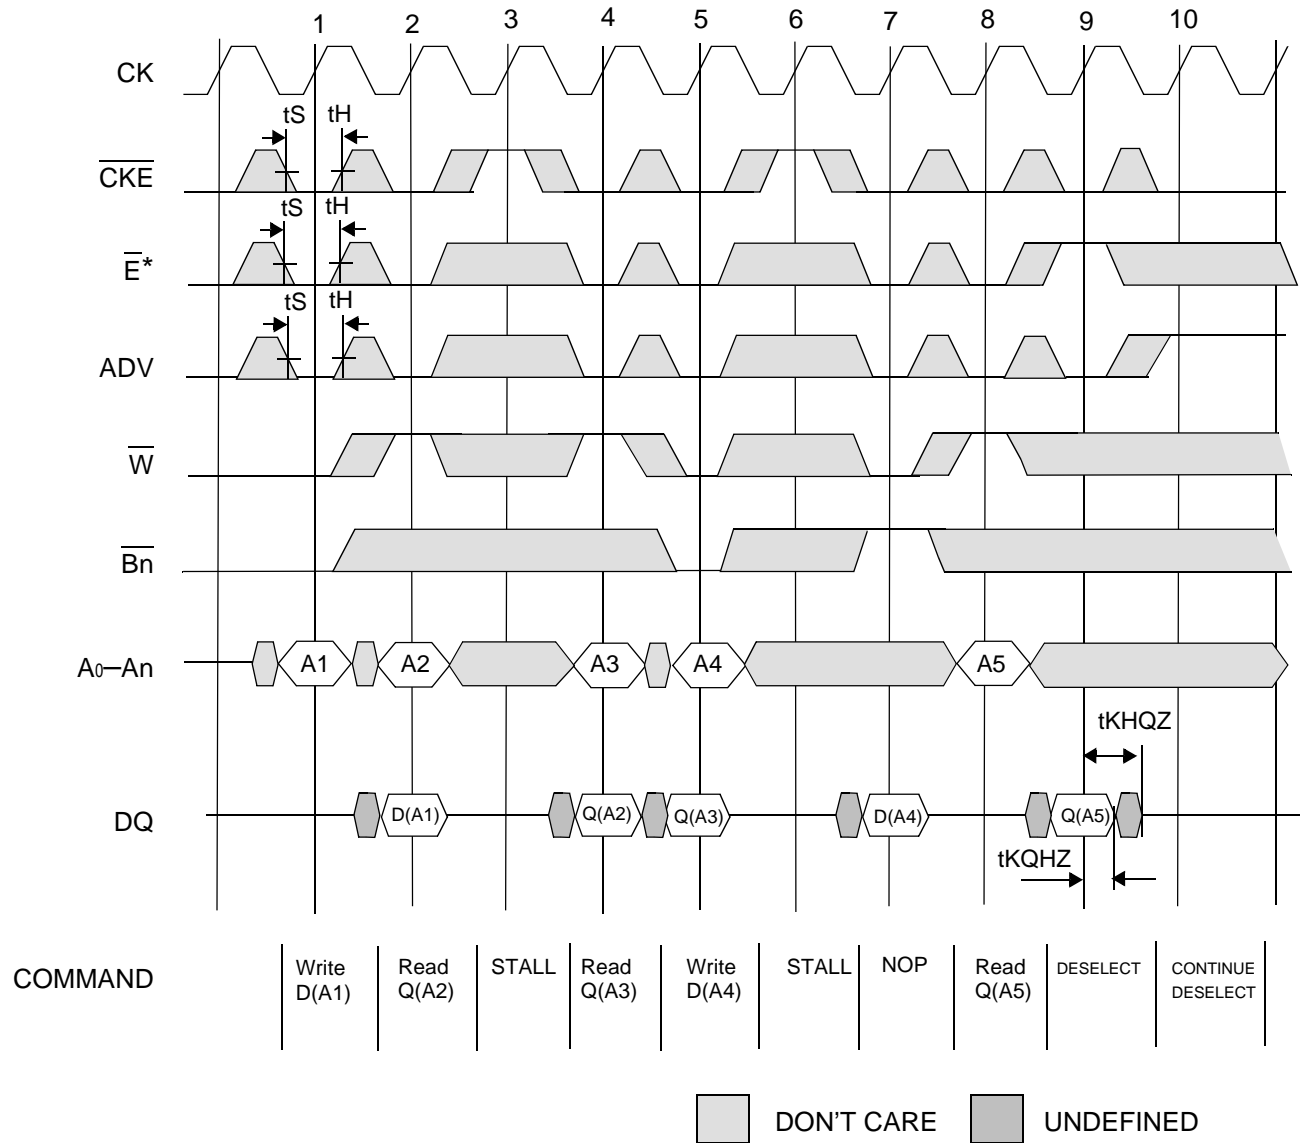 1 2 3 4 5 6 7 8 9 10
CK
tS tH
CKE
tS tH
E*
tS tH
ADV
W
Bn
A0–An A1 A2 A3 A4 A5
tKHQZ
DQ D(A1) Q(A2) Q(A3) D(A4) Q(A5)
tKQHZ
COMMAND
Write
D(A1)
Read
Q(A2)
STALL
Read
Q(A3)
Write
D(A4)
STALL
NOP
Read
Q(A5)
DESELECT
CONTINUE
DESELECT
DON'T CARE
UNDEFINED